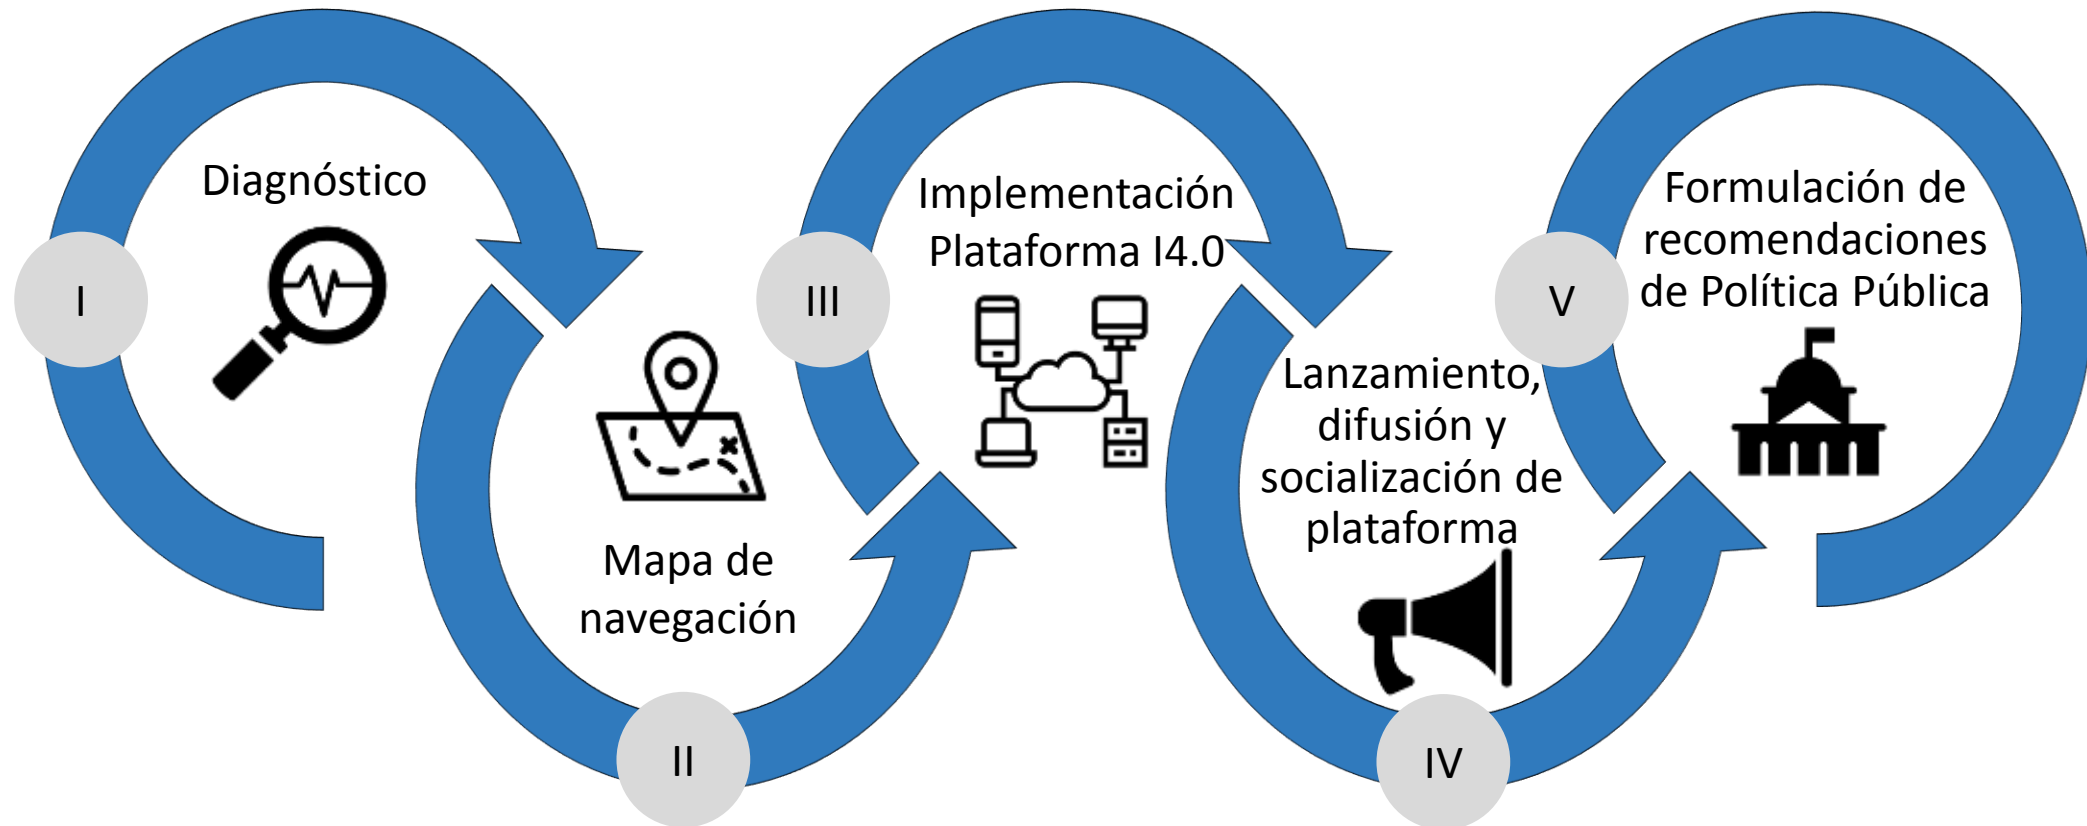 I
Diagnóstico
II
Mapa de
navegación
III
Implementación
Plataforma I4.0
IV
Lanzamiento,
difusión y
socialización de
plataforma
V
Formulación de
recomendaciones
de Política Pública